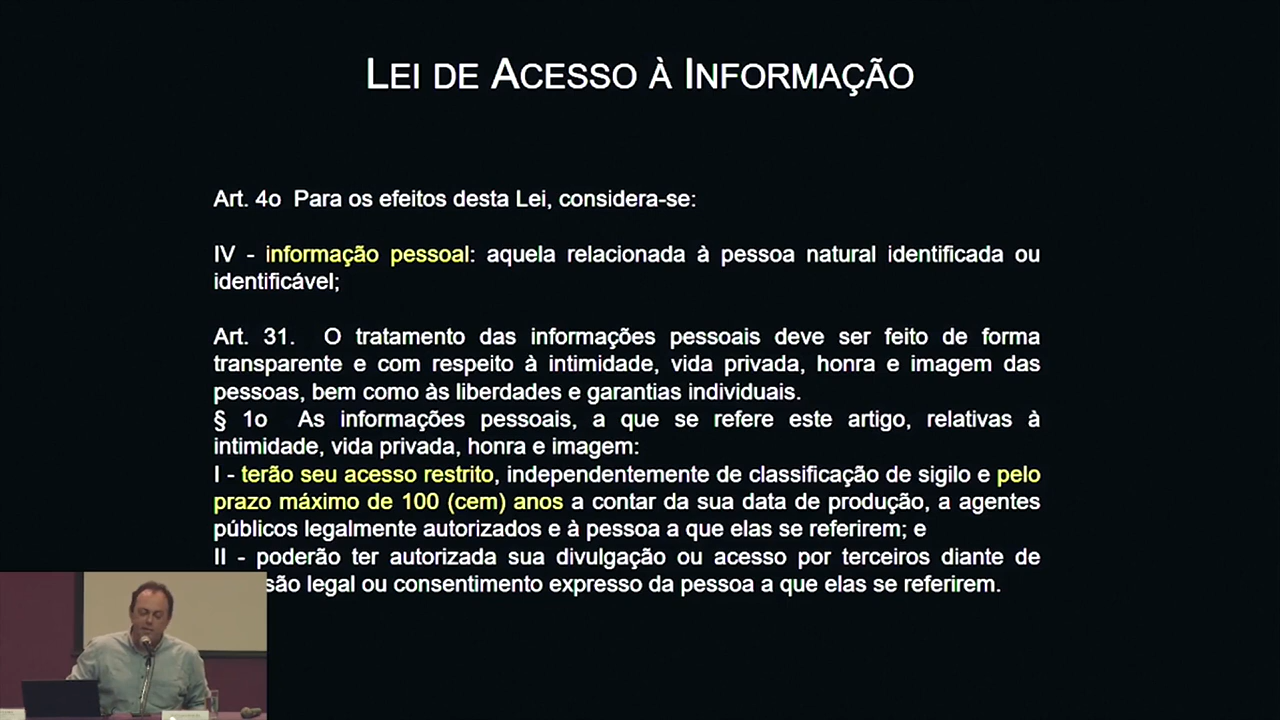 LEI DE ACESSO À INFORMAÇÃO
Art. 4o Para os efeitos desta Lei, considera-se:
IV - informação pessoal: aquela relacionada à pessoa natural identificada ou
identificável;
Art. 31. O tratamento das informações pessoais deve ser feito de forma
transparente e com respeito à intimidade, vida privada, honra e imagem das
pessoas, bem como às liberdades e garantias individuais.
§ 1o As informações pessoais, a que se refere este artigo, relativas à
intimidade, vida privada, honra e imagem:
I - terão seu acesso restrito, independentemente de classificação de sigilo e pelo
prazo máximo de 100 (cem) anos a contar da sua data de produção, a agentes
públicos legalmente autorizados e à pessoa a que elas se referirem; e
II - poderão ter autorizada sua divulgação ou acesso por terceiros diante de
são legal ou consentimento expresso da pessoa a que elas se referirem.